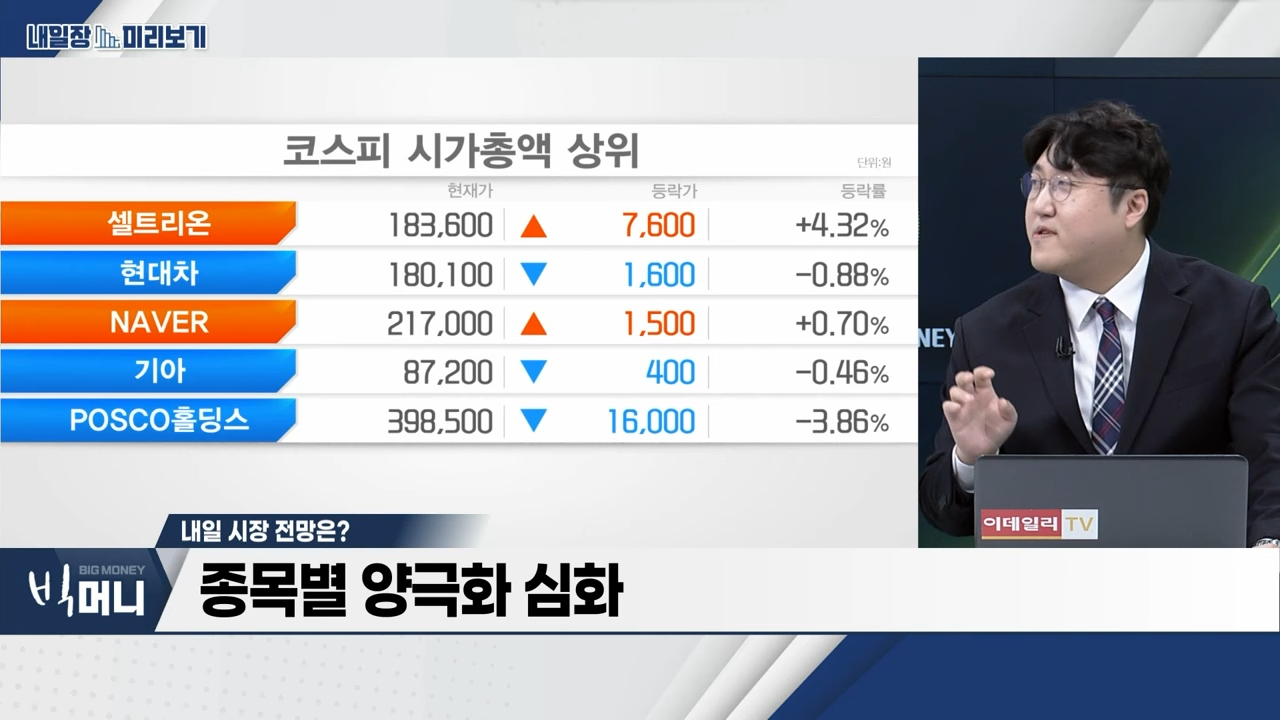 내일장 미리보기
코스피 시가총액 상위
단위:원
현재가 등락가 등락률
셀트리온 183,600 ▲ 7,600 +4.32%
현대차 180,100 ▼ 1,600 -0.88%
NAVER 217,000 ▲ 1,500 +0.70%
기아 87,200 ▼ 400 -0.46%
POSCO홀딩스 398,500 ▼ 16,000 -3.86%
NEY
이데일리 TV
내일 시장 전망은?
BIG MONEY
빅머니
종목별 양극화 심화